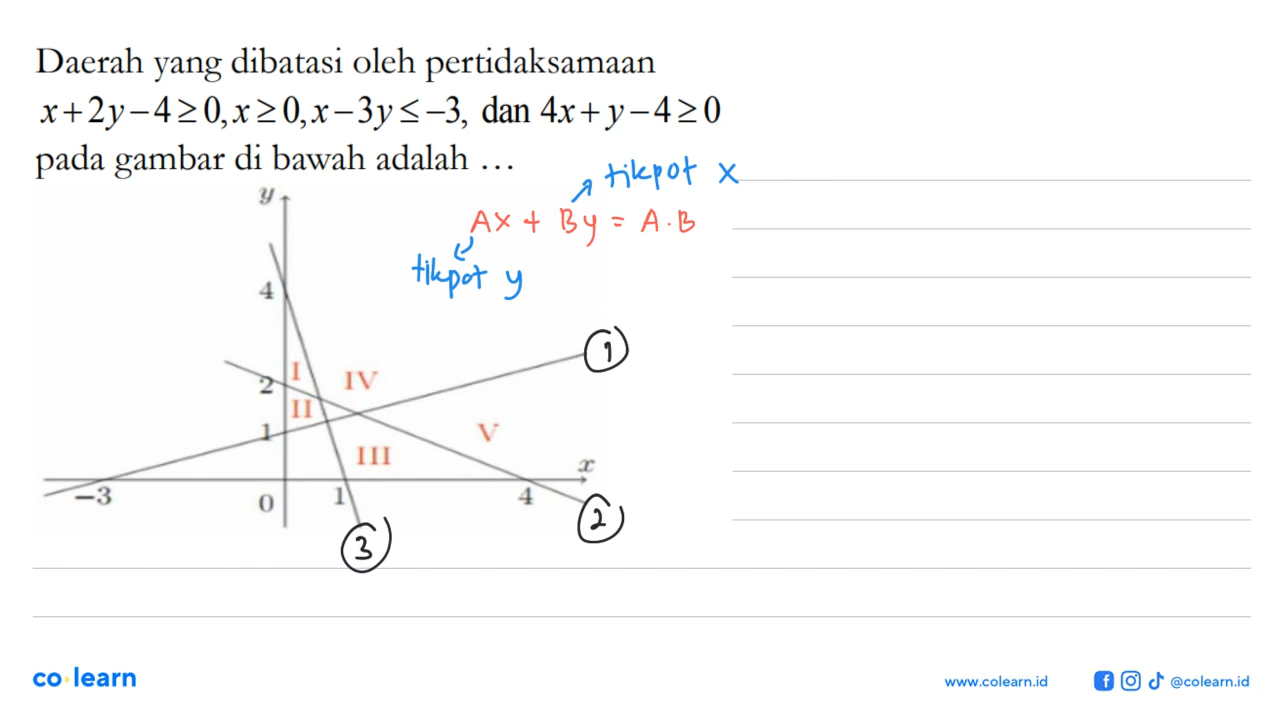 Daerah yang dibatasi oleh pertidaksamaan
x+2y-4≥0, x≥0, x-3y≤-3, dan 4x+y-4≥0
pada gambar di bawah adalah ...
tikpot x
Ax + By = A.B
tikpot y
y
4
2
1
I
IV
II
V
III
x
-3
0
1
4
1
2
3
co learn
www.colearn.id
@colearn.id